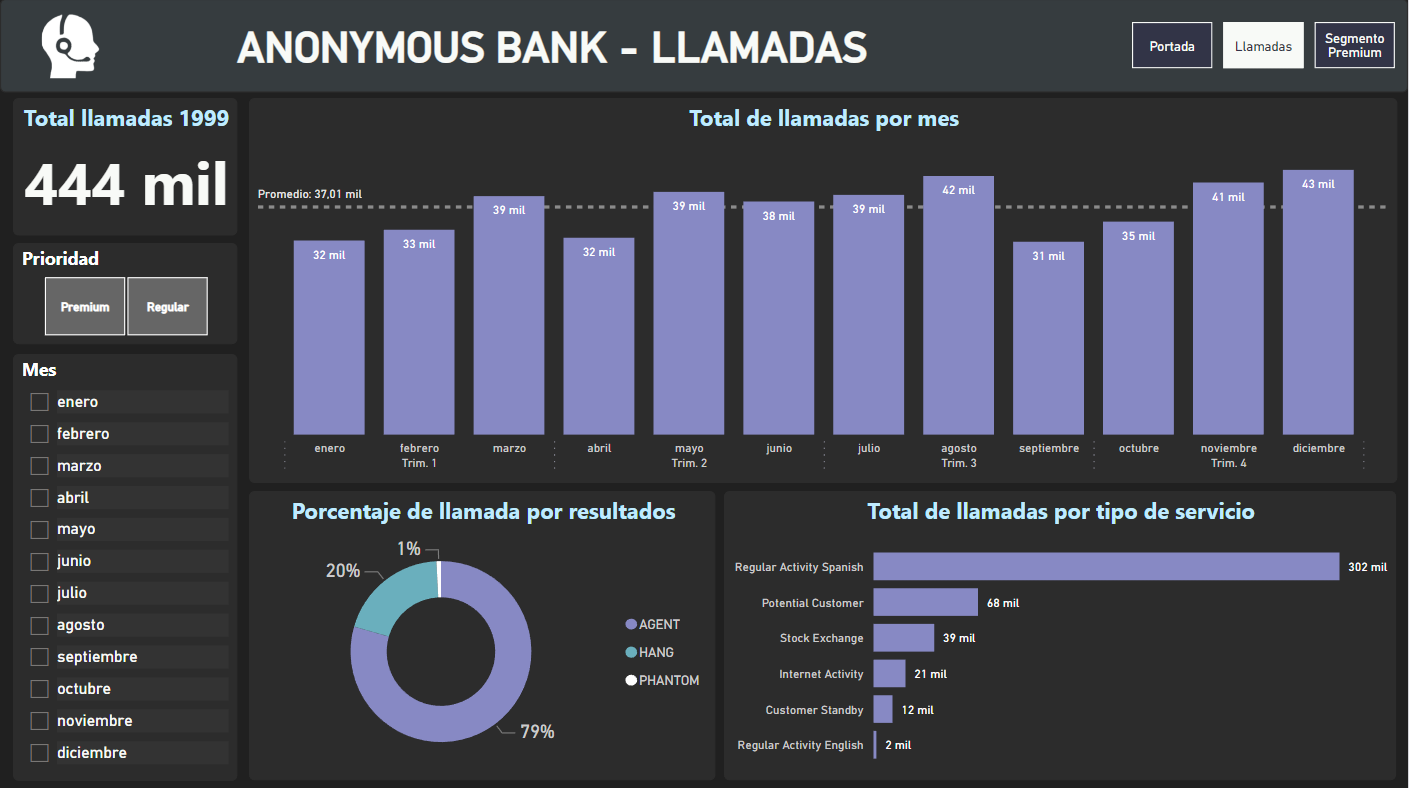 ANONYMOUS BANK - LLAMADAS
Portada
Llamadas
Segmento
Premium
Total llamadas 1999
444 mil
Prioridad
Premium
Regular
Mes
enero
febrero
marzo
abril
mayo
junio
julio
agosto
septiembre
octubre
noviembre
diciembre
Total de llamadas por mes
Promedio: 37,01 mil
32 mil
33 mil
39 mil
32 mil
39 mil
38 mil
39 mil
42 mil
31 mil
35 mil
41 mil
43 mil
enero
febrero
marzo
abril
mayo
junio
julio
agosto
septiembre
octubre
noviembre
diciembre
Trim. 1
Trim. 2
Trim. 3
Trim. 4
Porcentaje de llamada por resultados
1%
20%
79%
AGENT
HANG
PHANTOM
Total de llamadas por tipo de servicio
Regular Activity Spanish 302 mil
Potential Customer 68 mil
Stock Exchange 39 mil
Internet Activity 21 mil
Customer Standby 12 mil
Regular Activity English 2 mil